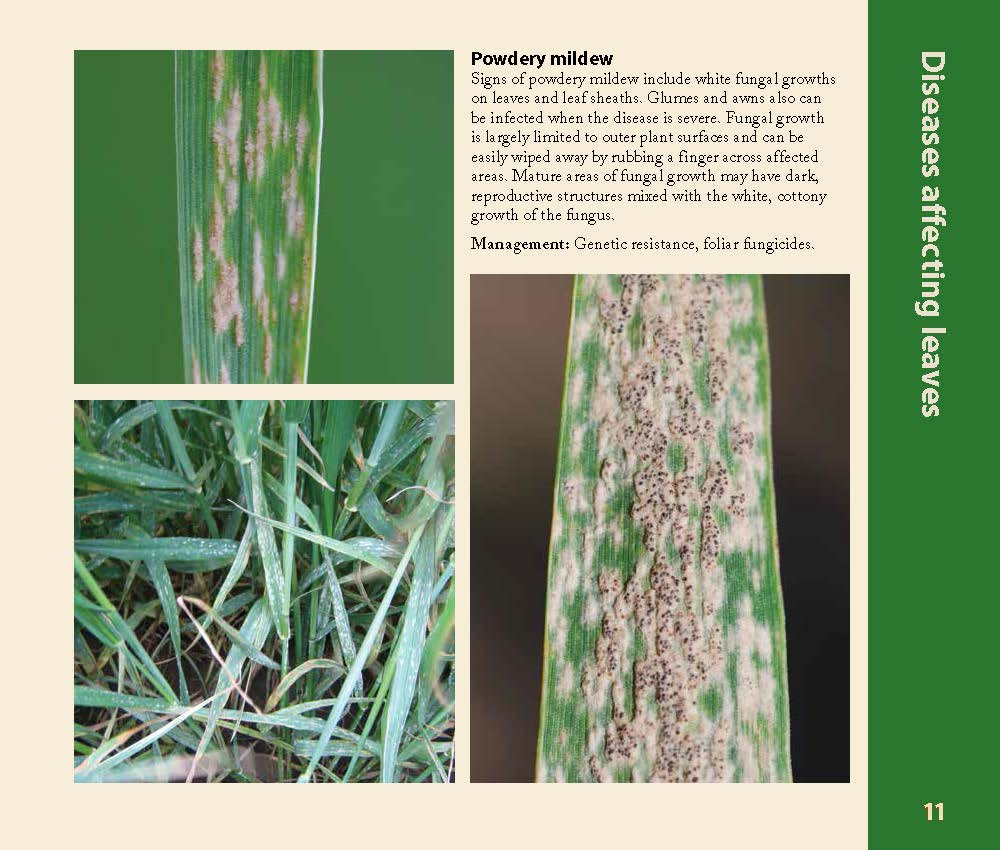 Powdery mildew
Signs of powdery mildew include white fungal growths
on leaves and leaf sheaths. Glumes and awns also can
be infected when the disease is severe. Fungal growth
is largely limited to outer plant surfaces and can be
easily wiped away by rubbing a finger across affected
areas. Mature areas of fungal growth may have dark,
reproductive structures mixed with the white, cottony
growth of the fungus.
Management: Genetic resistance, foliar fungicides.
Diseases affecting leaves
11